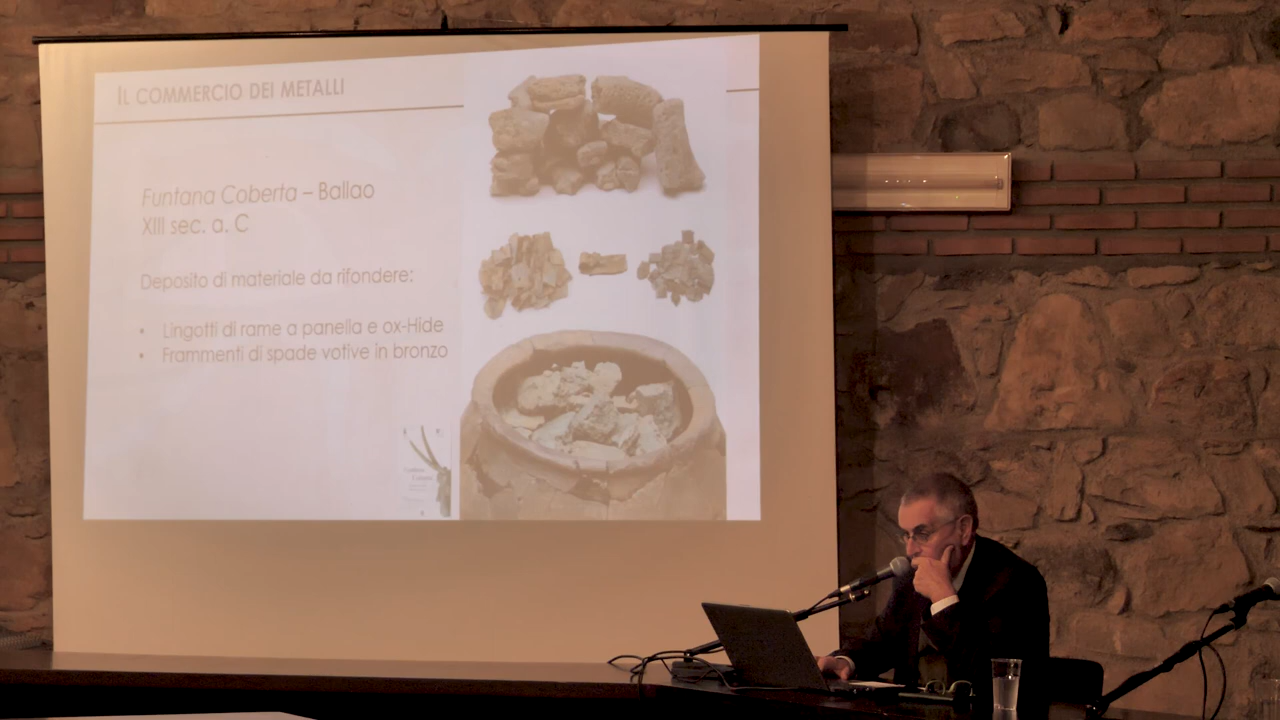 IL COMMERCIO DEI METALLI
Funtana Coberta – Ballao
XIII sec. a. C
Deposito di materiale da rifondere:
• Lingotti di rame a panella e ox-Hide
• Frammenti di spade votive in bronzo